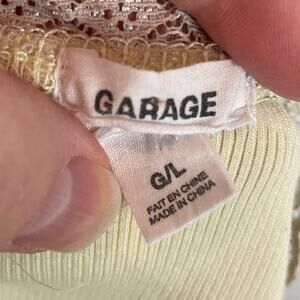 GARAGE
G/L
FAIT EN CHINE
MADE IN CHINA